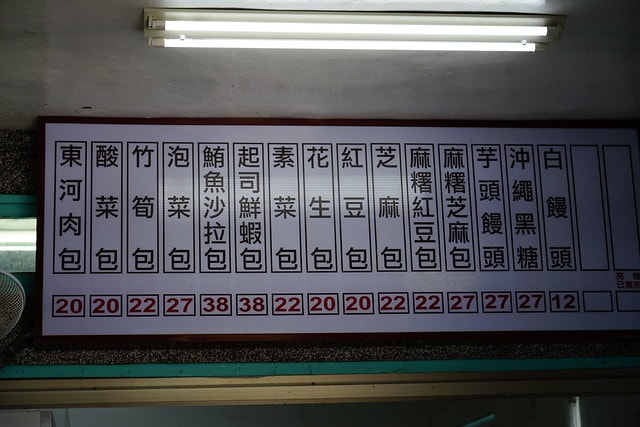 東河肉包 20
酸菜包 20
竹筍包 22
泡菜包 27
鮪魚沙拉包 38
起司鮮蝦包 38
素菜包 22
花生包 20
紅豆包 20
芝麻包 22
麻糬紅豆包 22
麻糬芝麻包 27
芋頭饅頭 27
沖繩黑糖 27
白饅頭 12